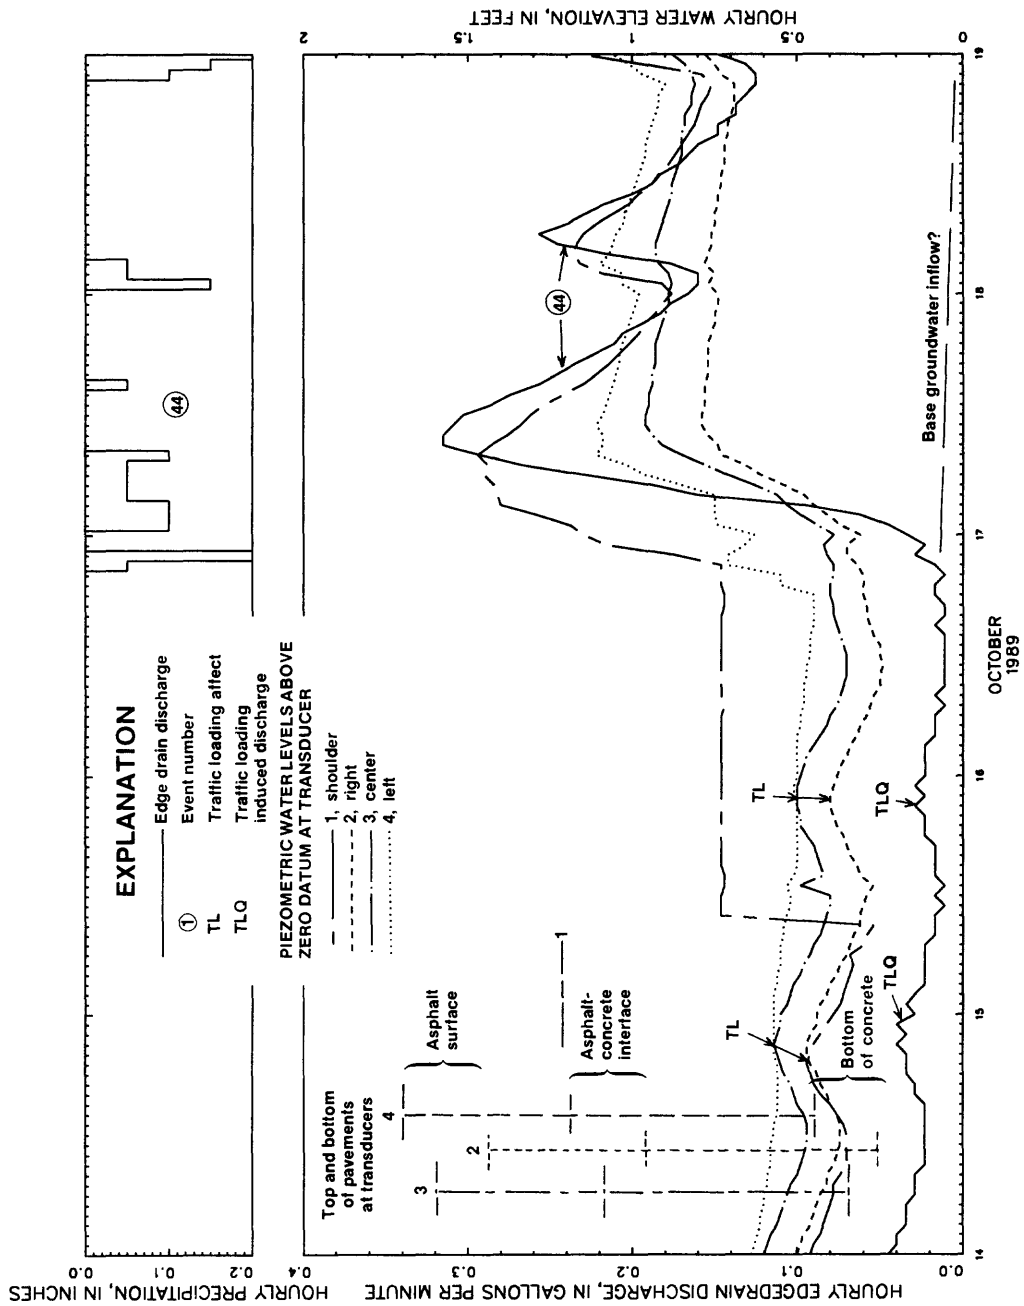 EXPLANATION
Edge drain discharge
① Event number
TL Traffic loading affect
TLQ Traffic loading
induced discharge
PIEZOMETRIC WATER LEVELS ABOVE
ZERO DATUM AT TRANSDUCER
1, shoulder
2, right
3, center
4, left
HOURLY PRECIPITATION, IN INCHES
0.0
0.1
0.2
44
HOURLY EDGEDRAIN DISCHARGE, IN GALLONS PER MINUTE
0.4
0.3
0.2
0.1
0.0
HOURLY WATER ELEVATION, IN FEET
2
1.5
1
0.5
0
Top and bottom
of pavements
at transducers
3
2
4
1
Asphalt
surface
Asphalt-
concrete
interface
Bottom
of concrete
TL
TLQ
TL
TLQ
44
Base groundwater inflow?
14
15
16
17
18
19
OCTOBER
1989